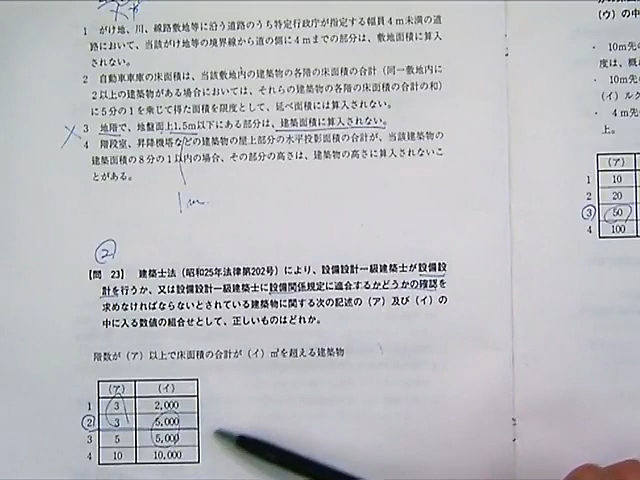 1 がけ地、川、線路敷地等に沿う道路のうち特定行政庁が指定する幅員4m未満の道
路において、当該がけ地等の境界線から道の側に4mまでの部分は、敷地面積に算入
されない。
2 自動車車庫の床面積は、当該敷地内の建築物の各階の床面積の合計（同一敷地内に
2以上の建築物がある場合においては、それらの建築物の各階の床面積の合計の和）
に5分の1を乗じて得た面積を限度として、延べ面積には算入されない。
3 地階で、地盤面上1.5m以下にある部分は、建築面積に算入されない。
4 階段室、昇降機塔などの建築物の屋上部分の水平投影面積の合計が、当該建築物の
建築面積の8分の1以内の場合、その部分の高さは、建築物の高さに算入されないこ
とがある。
1m
2
【問 23】 建築士法（昭和25年法律第202号）により、設備設計一級建築士が設備設
計を行うか、又は設備設計一級建築士に設備関係規定に適合するかどうかの確認を
求めなければならないとされている建築物に関する次の記述の（ア）及び（イ）の
中に入る数値の組合せとして、正しいものはどれか。
階数が（ア）以上で床面積の合計が（イ）㎡を超える建築物
（ア） （イ）
1 3 2,000
2 3 5,000
3 5 5,000
4 10 10,000
（ウ）の中
・ 10m先の
度は、概
・ 10m先
（イ）ルク
上。
（ア）
1 10
2 20
3 50
4 100